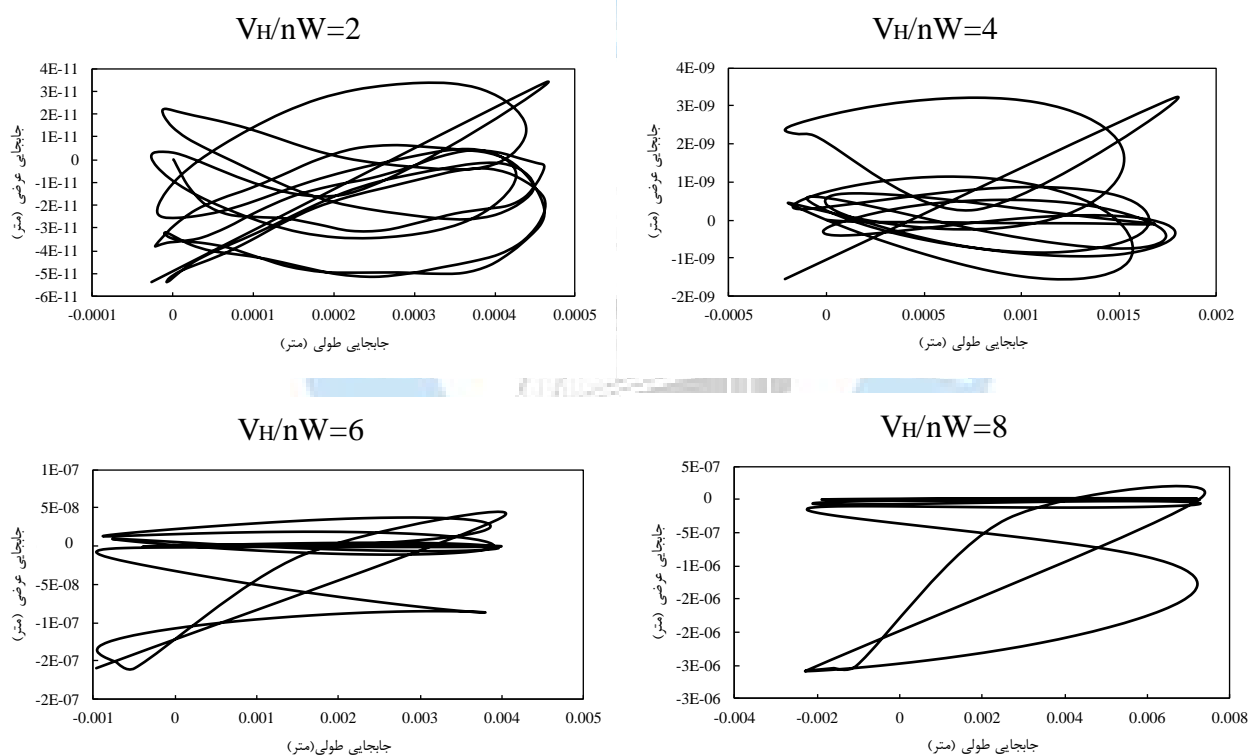 VH/nW=2
4E-11
3E-11
2E-11
1E-11
0
-1E-11
-2E-11
-3E-11
-4E-11
-5E-11
-6E-11
-0.0001 0 0.0001 0.0002 0.0003 0.0004 0.0005
جابجایی عرضی (متر)
جابجایی طولی (متر)
VH/nW=4
4E-09
3E-09
2E-09
1E-09
0
-1E-09
-2E-09
-0.0005 0 0.0005 0.001 0.0015 0.002
جابجایی عرضی (متر)
جابجایی طولی (متر)
VH/nW=6
1E-07
5E-08
0
-5E-08
-1E-07
-2E-07
-2E-07
-0.001 0 0.001 0.002 0.003 0.004 0.005
جابجایی عرضی (متر)
جابجایی طولی(متر)
VH/nW=8
5E-07
0
-5E-07
-1E-06
-2E-06
-2E-06
-3E-06
-3E-06
-0.004 -0.002 0 0.002 0.004 0.006 0.008
جابجایی عرضی (متر)
جابجایی طولی (متر)